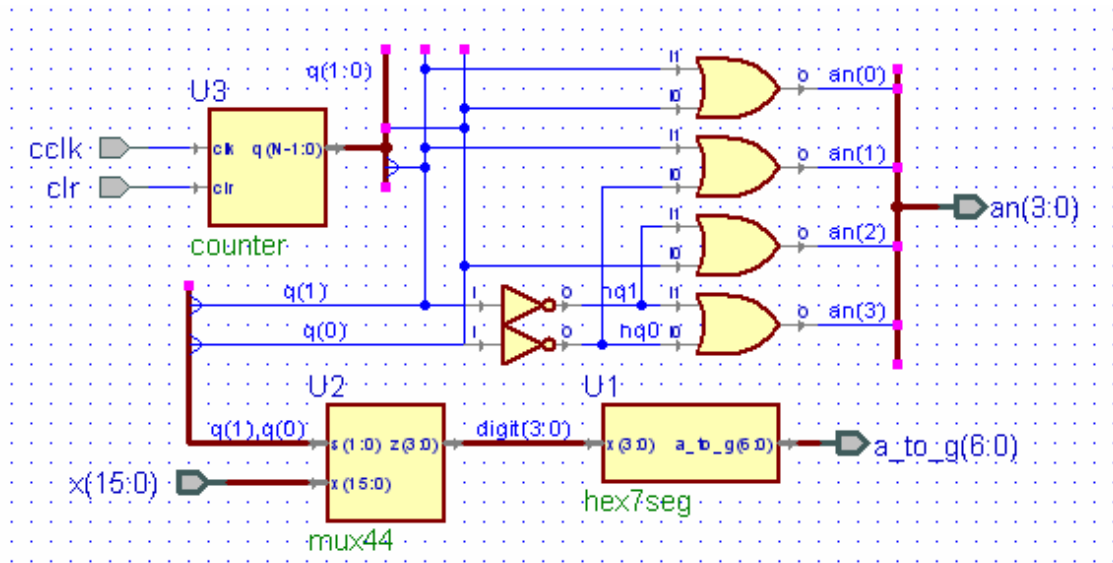 q(1:0)
U3
cclk
clr
clk q(N-1:0)
clr
counter
I1
I0
O
an(0)
I1
I0
O
an(1)
I1
I0
O
an(2)
I1
I0
O
an(3)
an(3:0)
q(1)
q(0)
I
O
I
O
nq1
nq0
U2
q(1),q(0)
s(1:0) z(3:0)
x(15:0)
x(15:0)
mux44
digit(3:0)
U1
x(3:0) a_to_g(6:0)
hex7seg
a_to_g(6:0)